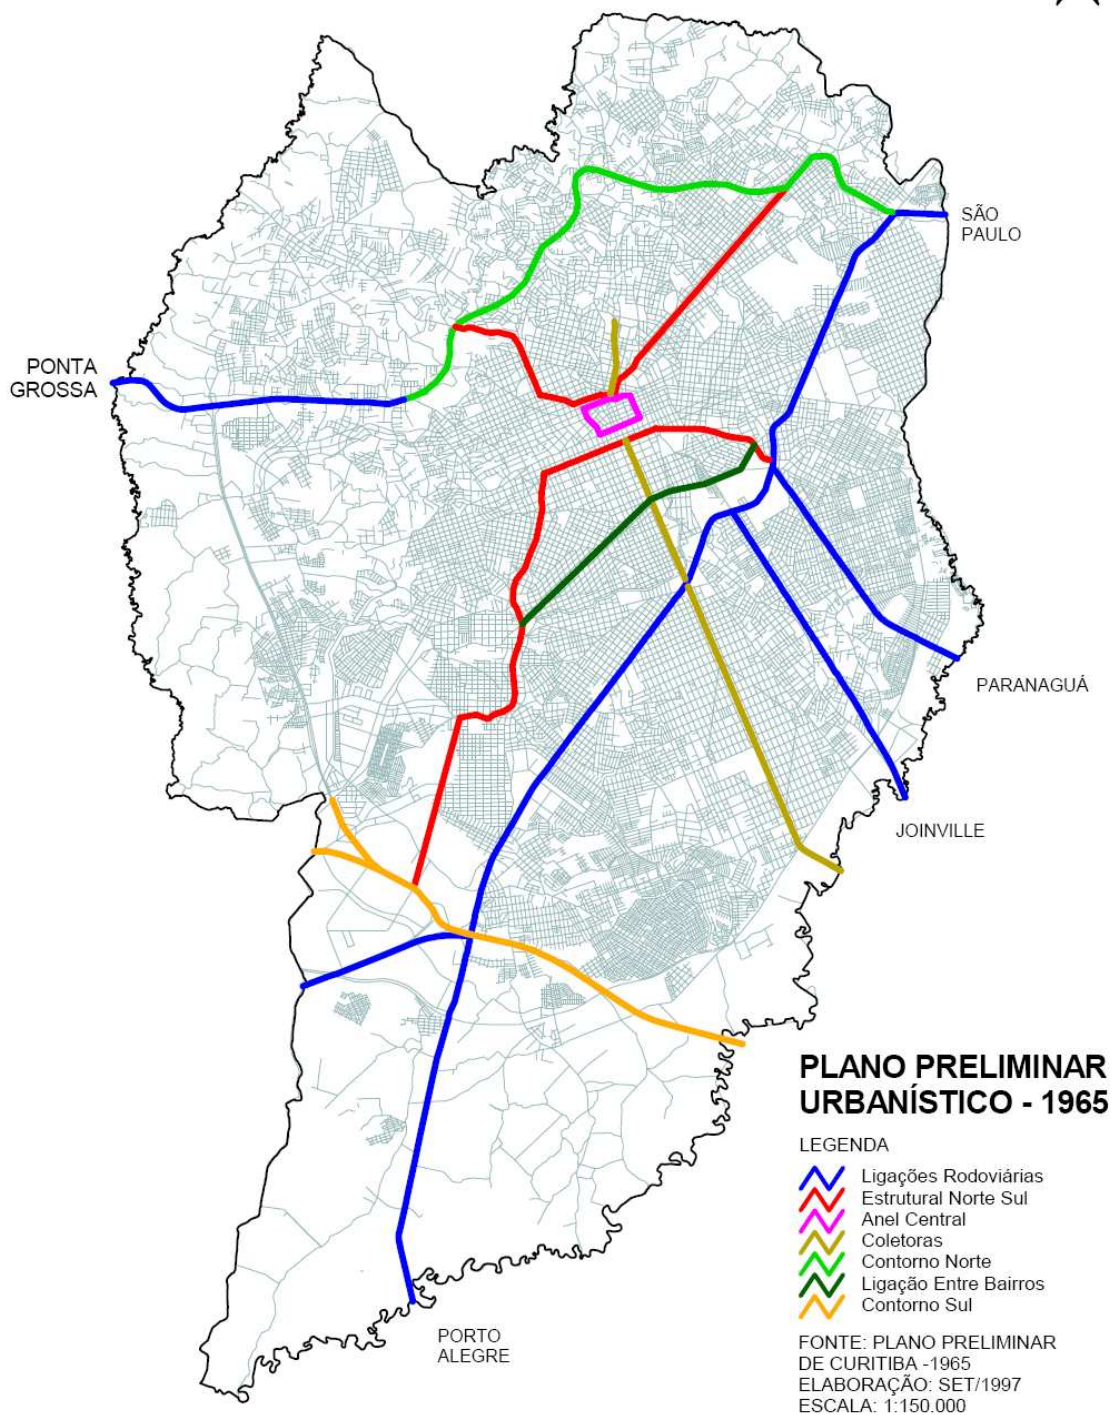 SÃO
PAULO
PONTA
GROSSA
PARANAGUÁ
JOINVILLE
PORTO
ALEGRE
PLANO PRELIMINAR
URBANÍSTICO - 1965
LEGENDA
Ligações Rodoviárias
Estrutural Norte Sul
Anel Central
Coletoras
Contorno Norte
Ligação Entre Bairros
Contorno Sul
FONTE: PLANO PRELIMINAR
DE CURITIBA -1965
ELABORAÇÃO: SET/1997
ESCALA: 1:150.000